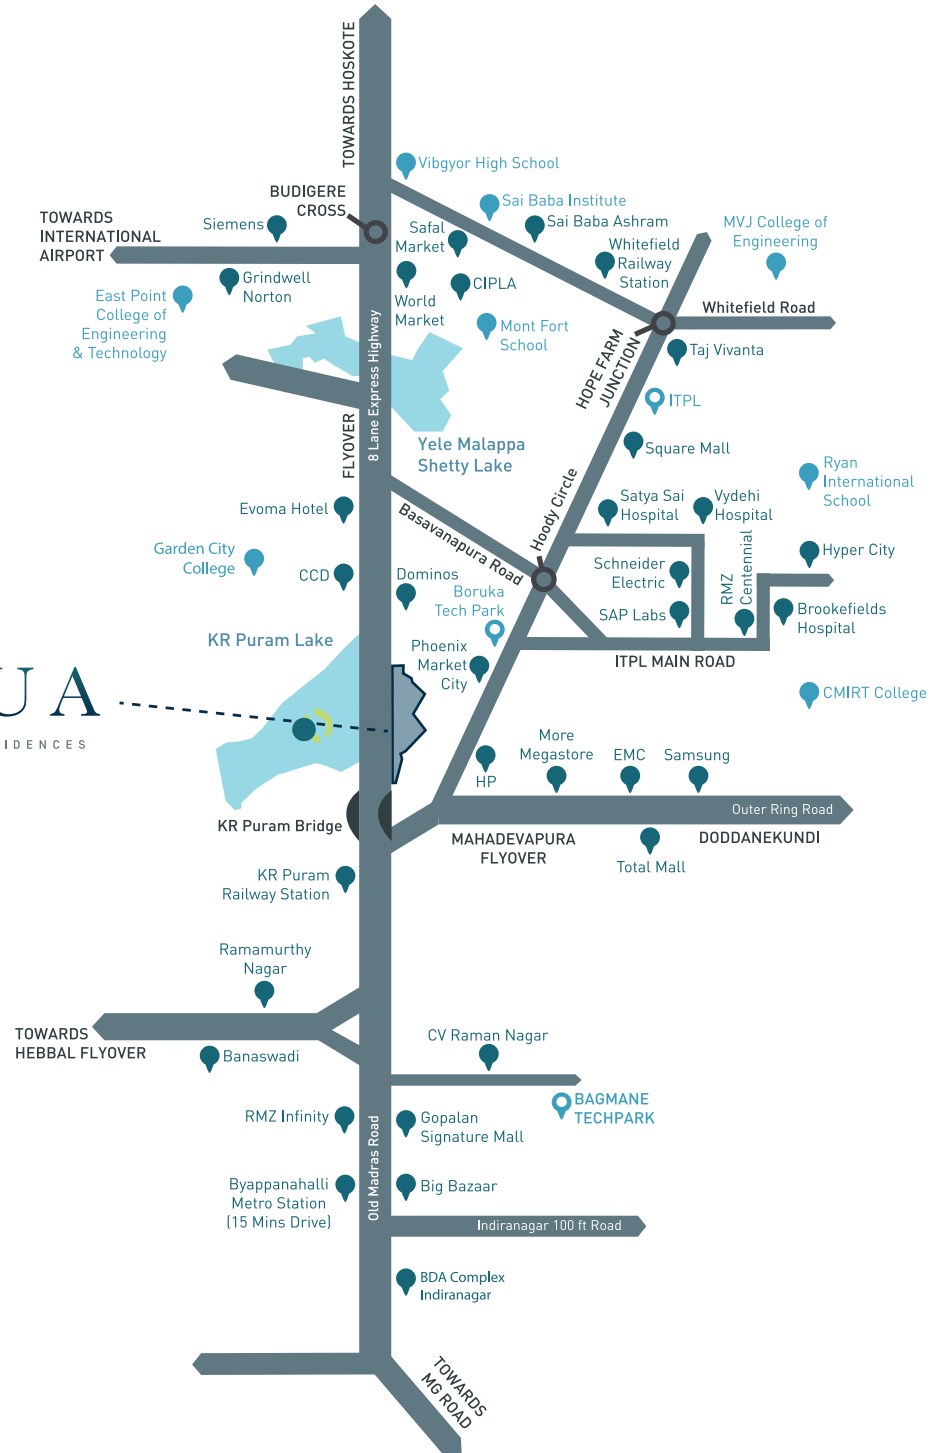 TOWARDS HOSKOTE
Vibgyor High School
BUDIGERE
CROSS
Sai Baba Institute
Sai Baba Ashram
MVJ College of
Engineering
TOWARDS
INTERNATIONAL
AIRPORT
Siemens
Safal
Market
Whitefield
Railway
Station
Grindwell
Norton
World
Market
CIPLA
East Point
College of
Engineering
& Technology
Mont Fort
School
Whitefield Road
HOPE FARM
JUNCTION
Taj Vivanta
8 Lane Express Highway
ITPL
FLYOVER
Yele Malappa
Shetty Lake
Square Mall
Ryan
International
School
Hoody Circle
Satya Sai
Hospital
Vydehi
Hospital
Evoma Hotel
Basavanapura Road
Garden City
College
CCD
Dominos
Schneider
Electric
RMZ
Centennial
Hyper City
Boruka
Tech Park
SAP Labs
Brookefields
Hospital
KR Puram Lake
Phoenix
Market
City
ITPL MAIN ROAD
UA
IDENCES
CMIRT College
HP
More
Megastore
EMC
Samsung
Outer Ring Road
KR Puram Bridge
MAHADEVAPURA
FLYOVER
DODDANEKUNDI
Total Mall
KR Puram
Railway Station
Ramamurthy
Nagar
TOWARDS
HEBBAL FLYOVER
Banaswadi
CV Raman Nagar
BAGMANE
TECHPARK
RMZ Infinity
Gopalan
Signature Mall
Old Madras Road
Byappanahalli
Metro Station
(15 Mins Drive)
Big Bazaar
Indiranagar 100 ft Road
BDA Complex
Indiranagar
TOWARDS
MG ROAD